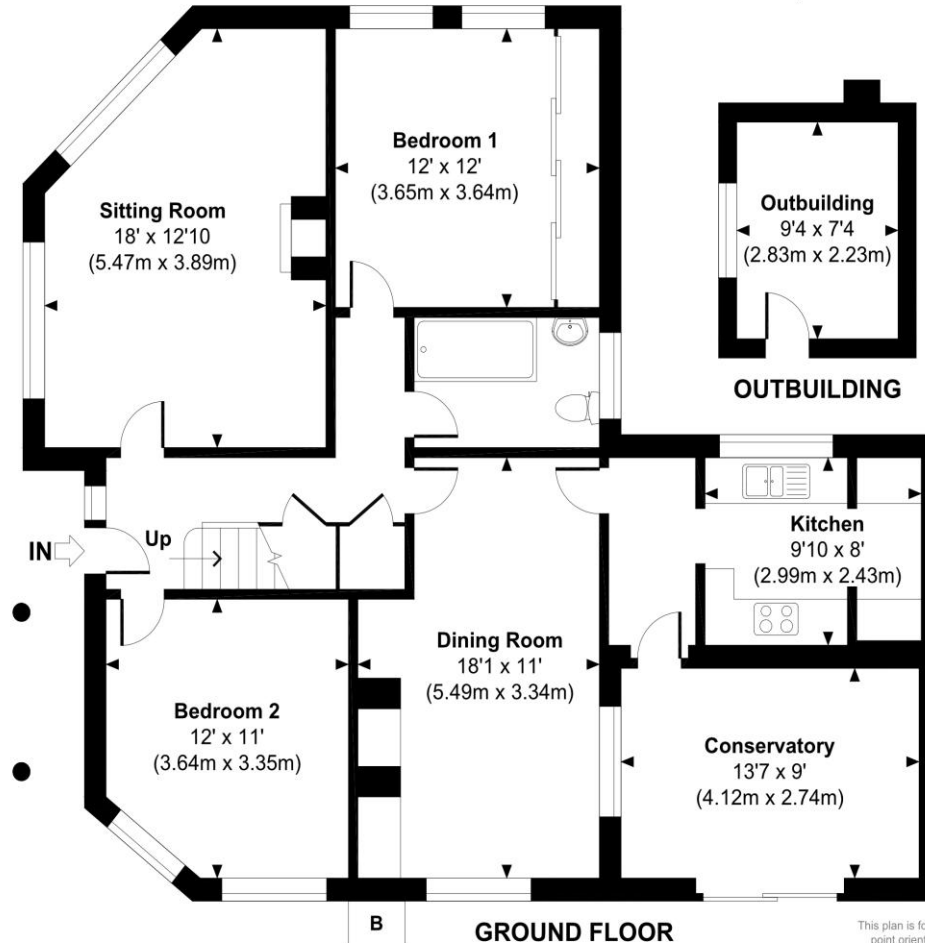 Bedroom 1
12' x 12'
(3.65m x 3.64m)
Sitting Room
18' x 12'10
(5.47m x 3.89m)
Outbuilding
9'4 x 7'4
(2.83m x 2.23m)
OUTBUILDING
IN
Up
Kitchen
9'10 x 8'
(2.99m x 2.43m)
Dining Room
18'1 x 11'
(5.49m x 3.34m)
Bedroom 2
12' x 11'
(3.64m x 3.35m)
Conservatory
13'7 x 9'
(4.12m x 2.74m)
B
GROUND FLOOR
This plan is fo
point orient